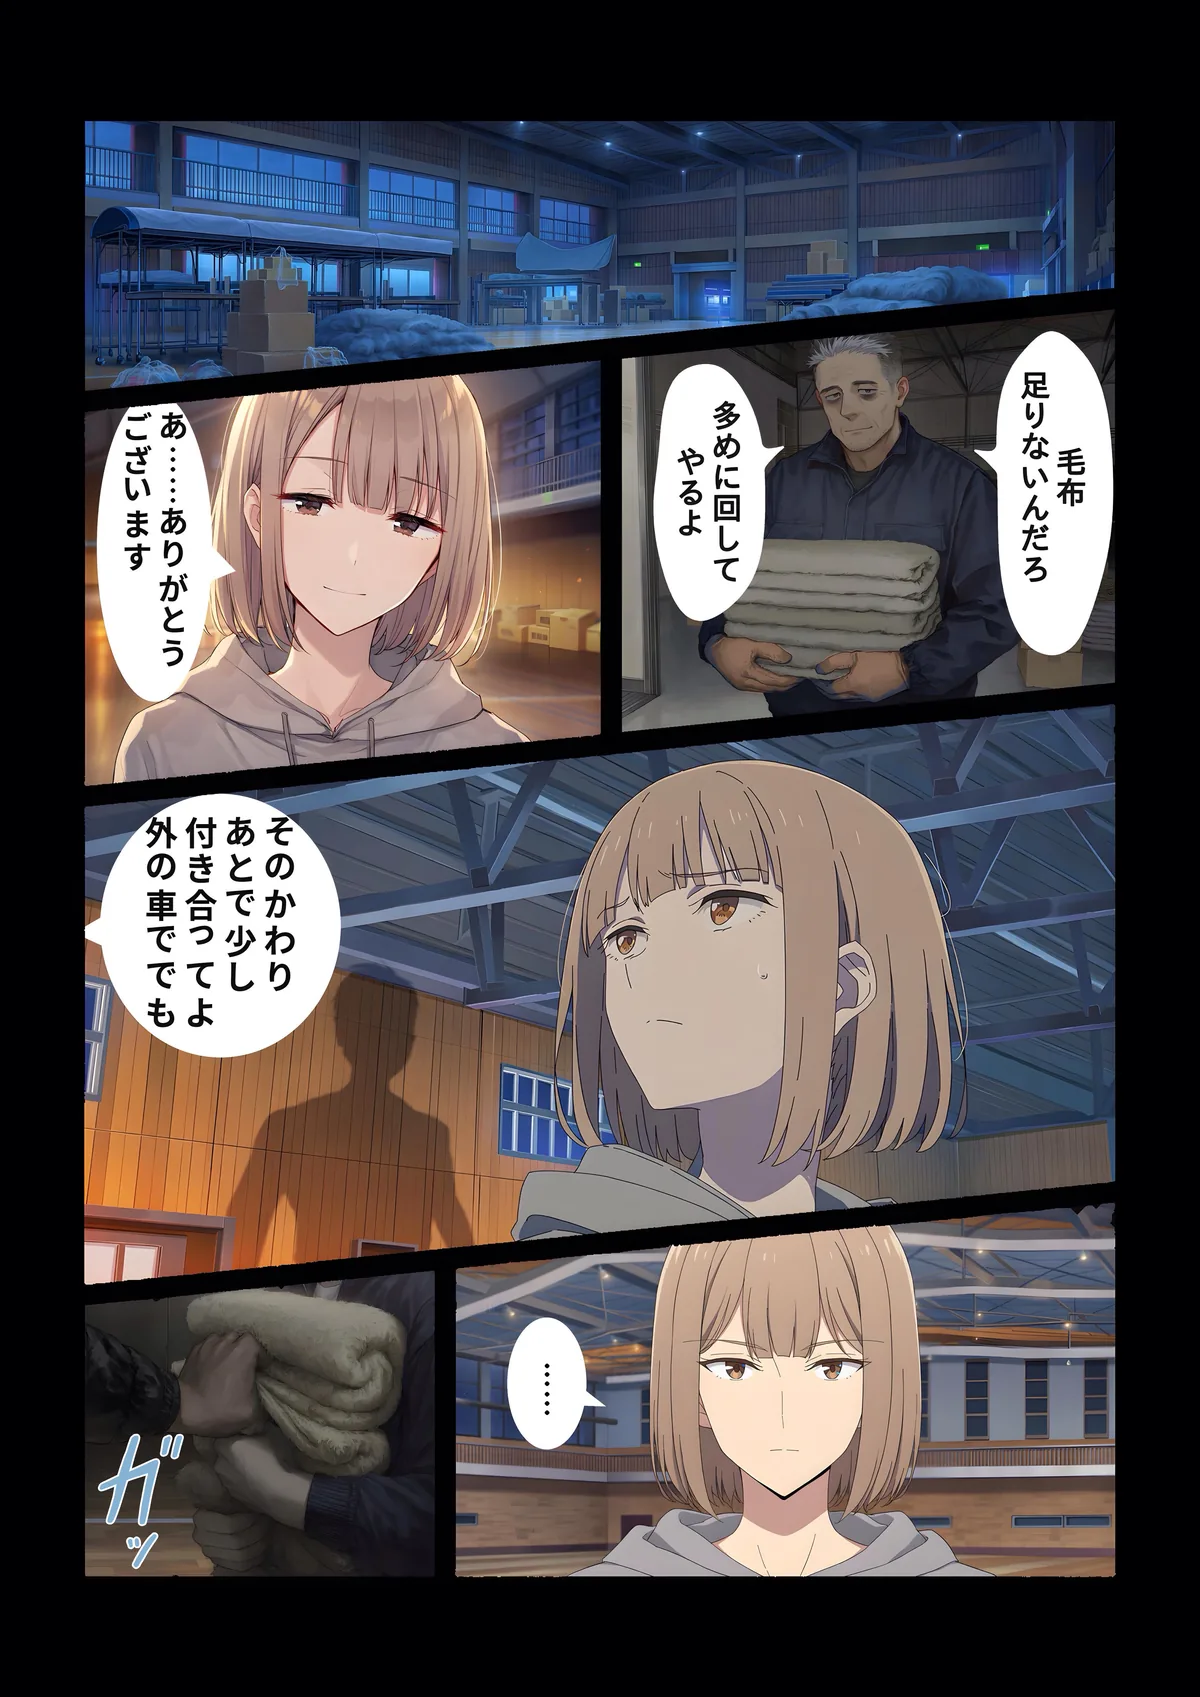 毛布
足りないんだろ
多めに回して
やるよ
あ……ありがとう
ございます
そのかわり
あとで少し
付き合ってよ
外の車ででも
ガッ
……